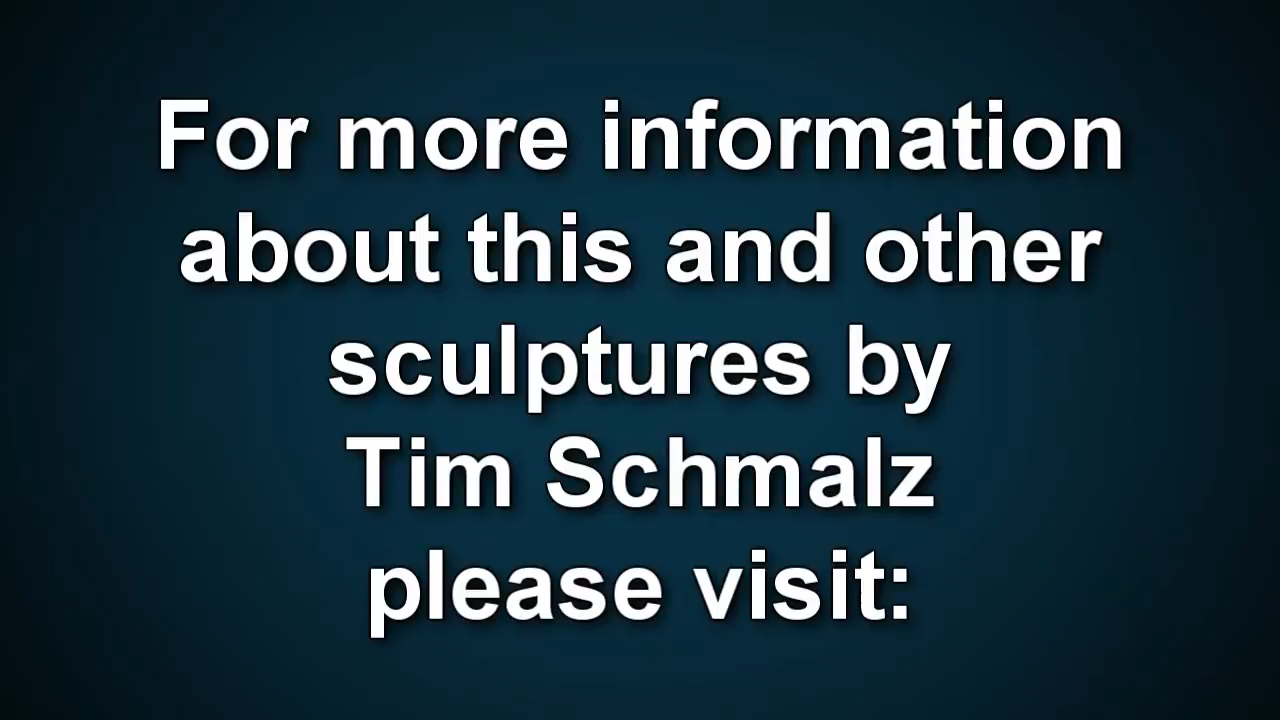 For more information
about this and other
sculptures by
Tim Schmalz
please visit: